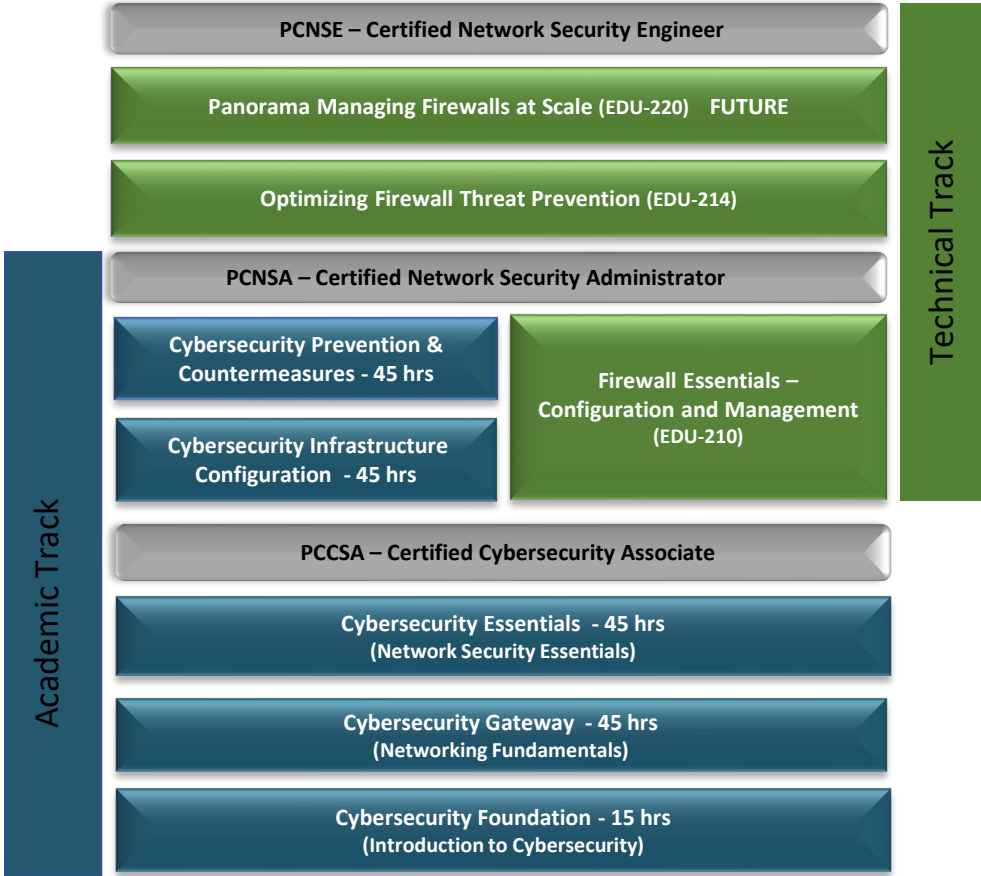 PCNSE – Certified Network Security Engineer
Panorama Managing Firewalls at Scale (EDU-220) FUTURE
Optimizing Firewall Threat Prevention (EDU-214)
Technical Track
PCNSA – Certified Network Security Administrator
Cybersecurity Prevention &
Countermeasures - 45 hrs
Cybersecurity Infrastructure
Configuration - 45 hrs
Firewall Essentials –
Configuration and Management
(EDU-210)
Academic Track
PCCSA – Certified Cybersecurity Associate
Cybersecurity Essentials - 45 hrs
(Network Security Essentials)
Cybersecurity Gateway - 45 hrs
(Networking Fundamentals)
Cybersecurity Foundation - 15 hrs
(Introduction to Cybersecurity)